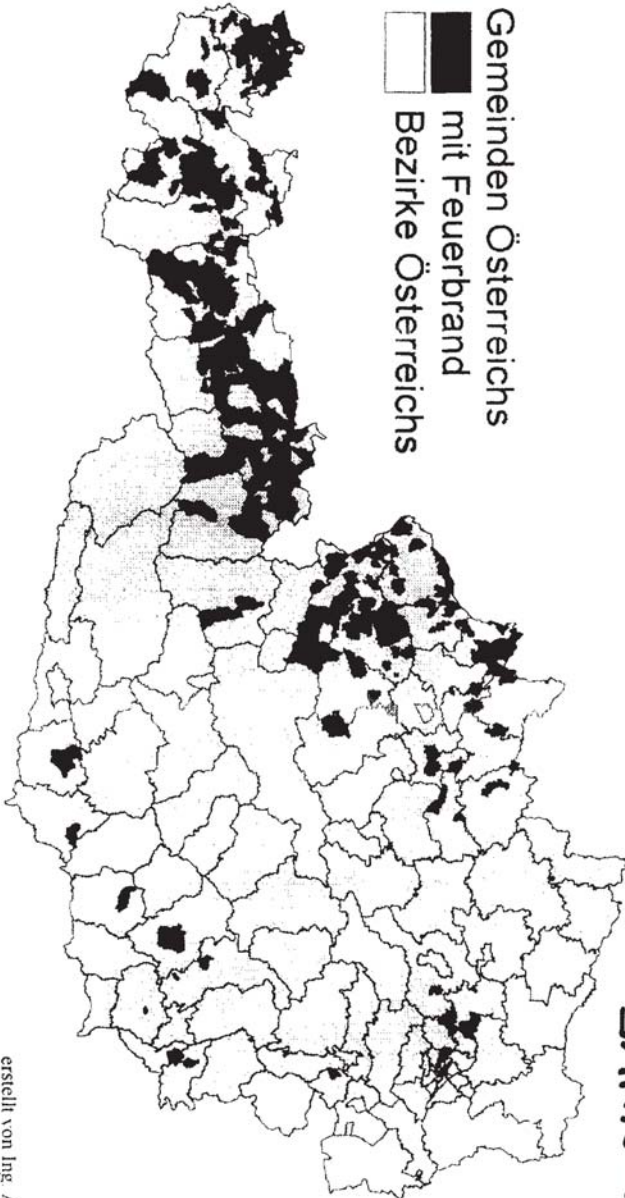 Gemeinden Österreichs
mit Feuerbrand
Bezirke Österreichs
erstellt von Ing.